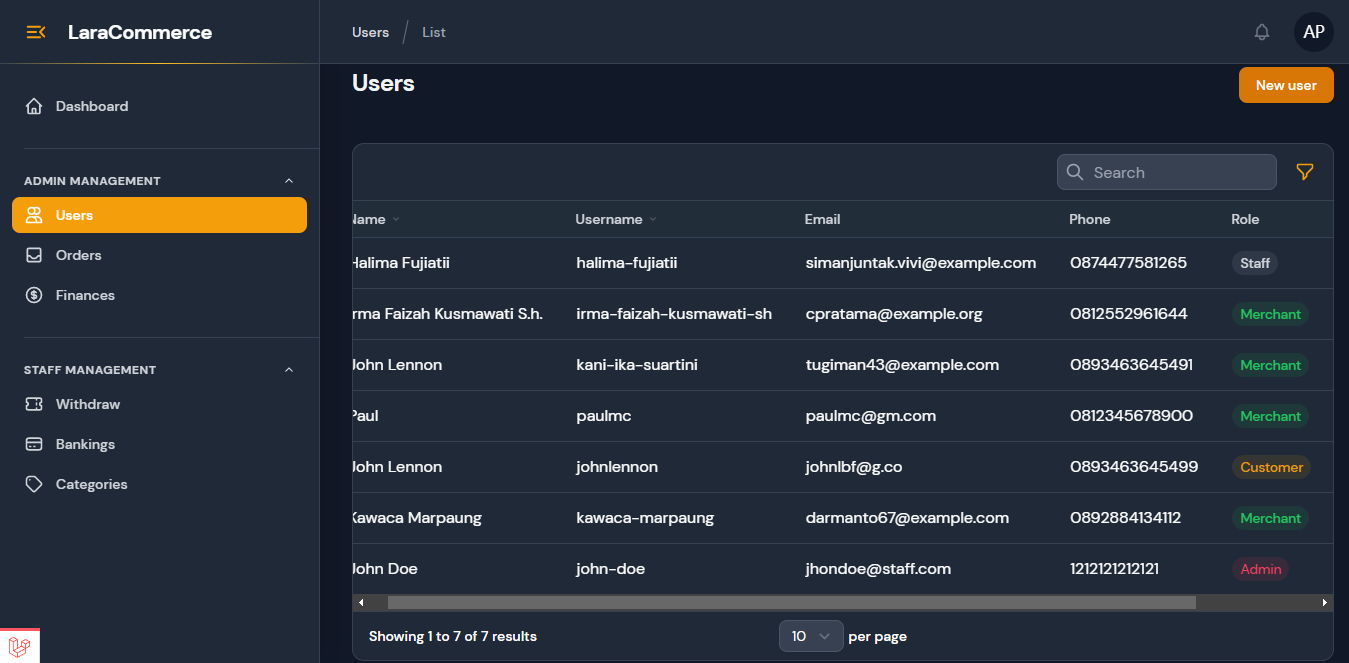 LaraCommerce
Users / List
AP
Dashboard
ADMIN MANAGEMENT
Users
Orders
Finances
STAFF MANAGEMENT
Withdraw
Bankings
Categories
Users
New user
Search
Name Username Email Phone Role
Halima Fujiatii halima-fujiatii simanjuntak.vivi@example.com 0874477581265 Staff
Irma Faizah Kusmawati S.h. irma-faizah-kusmawati-sh cpratama@example.org 0812552961644 Merchant
John Lennon kani-ika-suartini tugiman43@example.com 0893463645491 Merchant
Paul paulmc paulmc@gm.com 0812345678900 Merchant
John Lennon johnlennon johnlbf@g.co 0893463645499 Customer
Kawaca Marpaung kawaca-marpaung darmanto67@example.com 0892884134112 Merchant
John Doe john-doe jhondoe@staff.com 1212121212121 Admin
Showing 1 to 7 of 7 results
10 per page